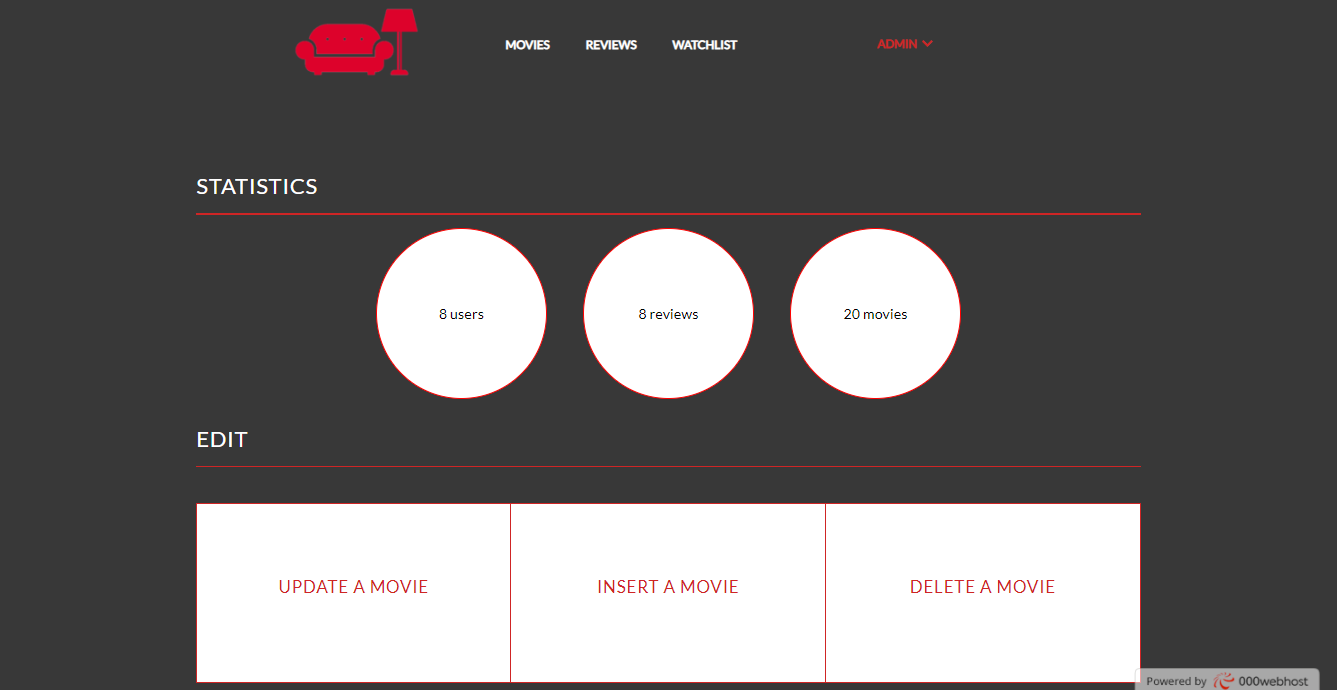 MOVIES REVIEWS WATCHLIST ADMIN
STATISTICS
8 users 8 reviews 20 movies
EDIT
UPDATE A MOVIE INSERT A MOVIE DELETE A MOVIE
Powered by 000webhost